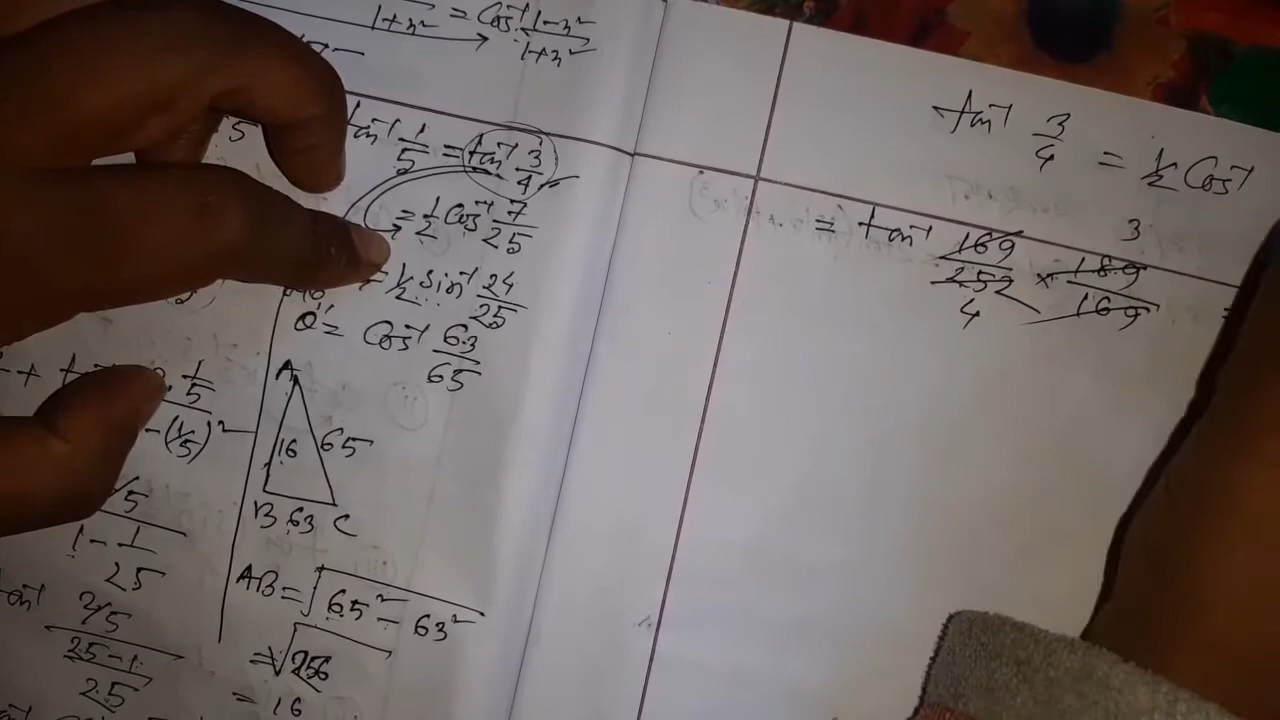 1+x² = Cos⁻¹ 1-x²/1+x²
5
tan⁻¹ 1/5 = tan⁻¹ 3/4
= 1/2 Cos⁻¹ 7/25
= 1/2 Sin⁻¹ 24/25
= Cos⁻¹ 63/65
A
16 65
B 63 C
AB = √65² - 63²
= √256
= 16
1/5
-(1/5)²
/5
1 - 1/25
2/5
25-1/25
tan⁻¹ 3/4 = 1/2 Cos⁻¹
= tan⁻¹ 169/252 × 189/169
3
4